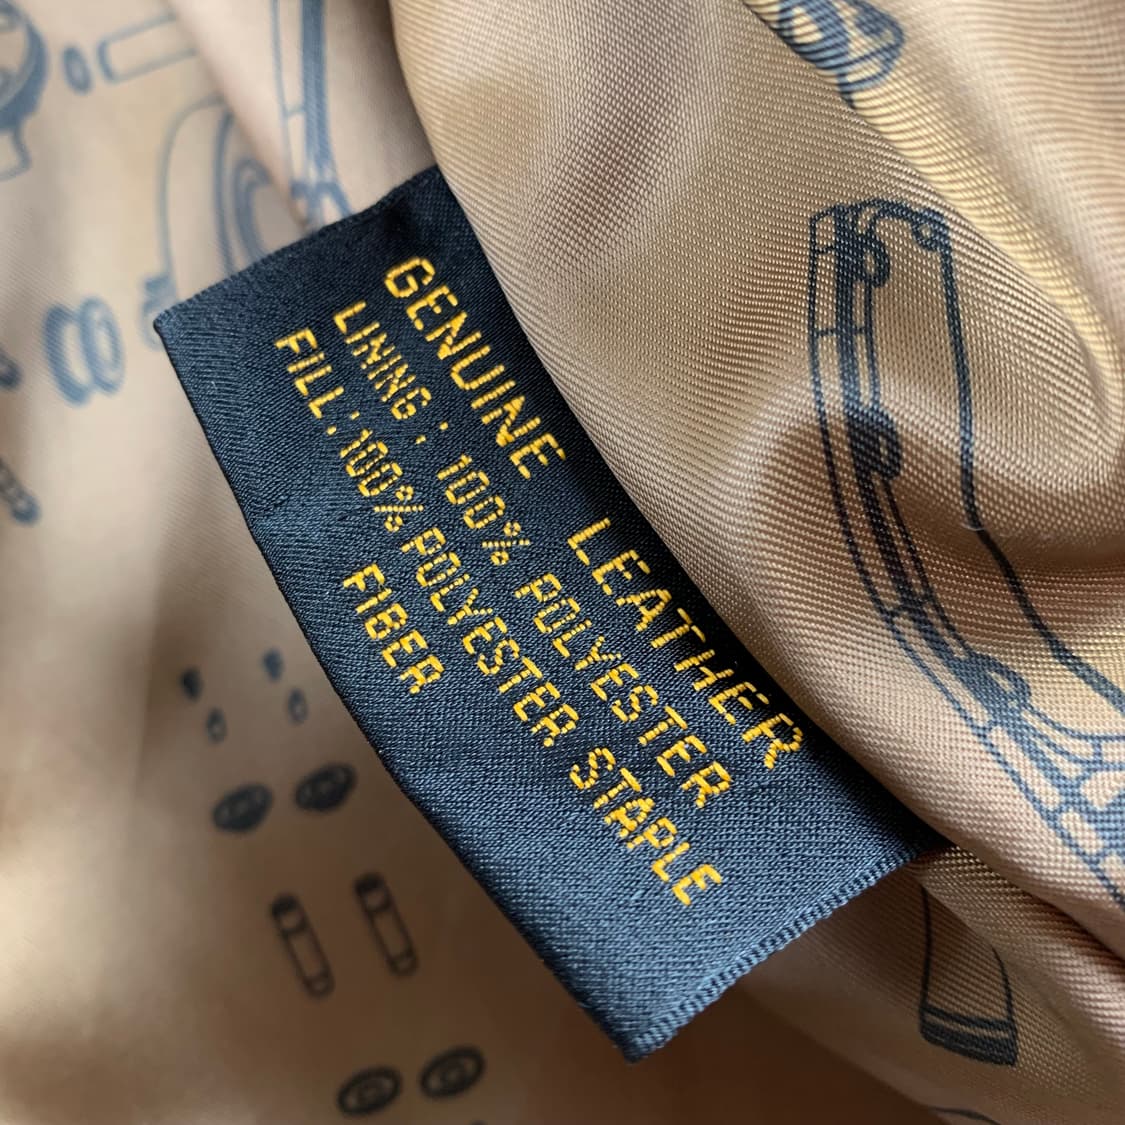 GENUINE LEATHER
LINING : 100% POLYESTER
FILL: 100% POLYESTER STAPLE
FIBER